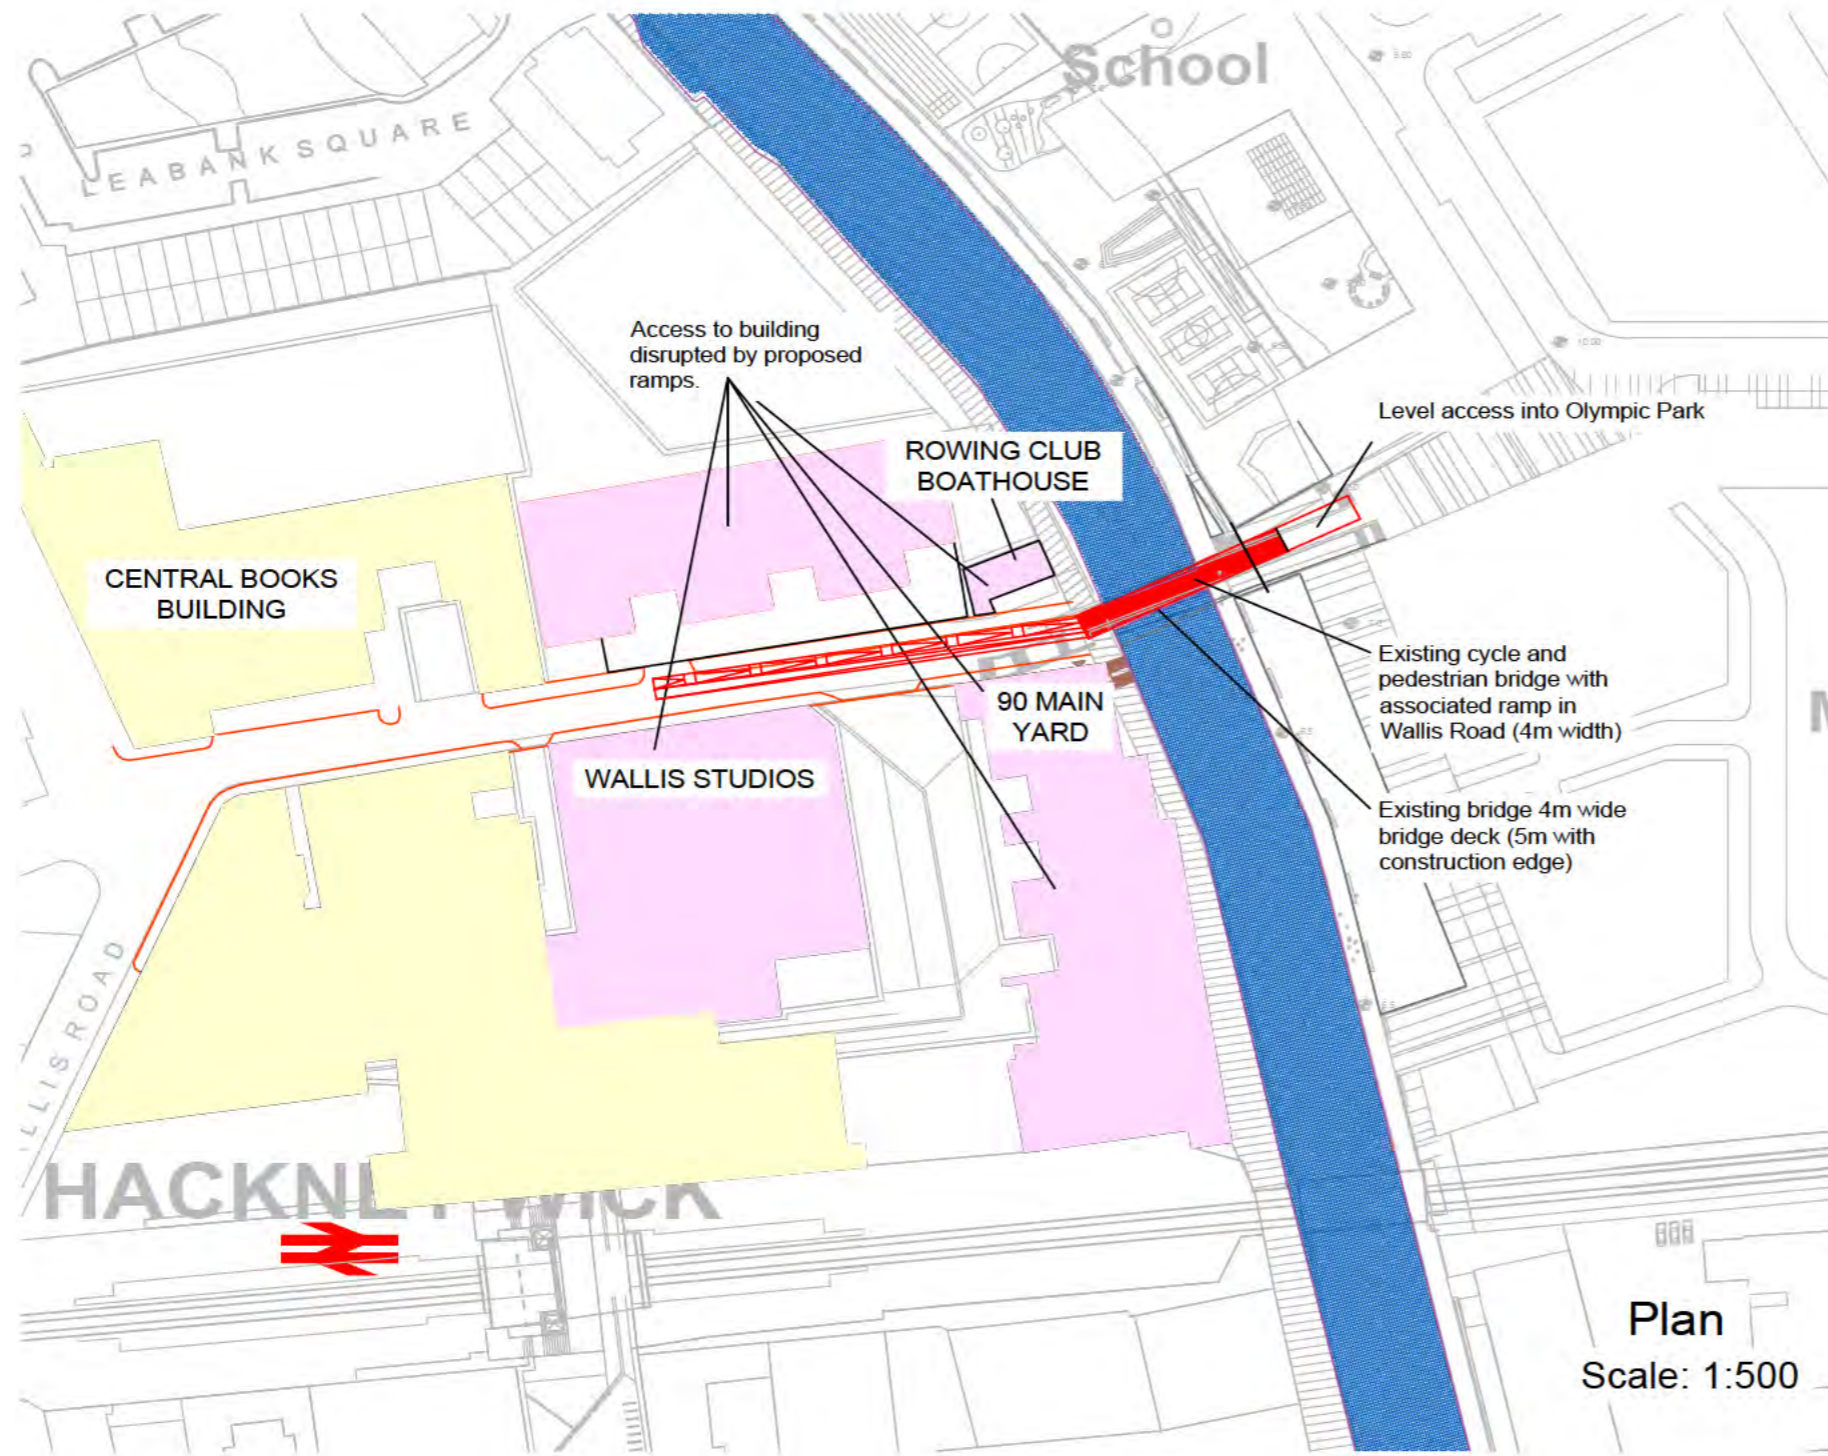 School
LEABANK SQUARE
Access to building
disrupted by proposed
ramps.
Level access into Olympic Park
ROWING CLUB
BOATHOUSE
CENTRAL BOOKS
BUILDING
Existing cycle and
pedestrian bridge with
associated ramp in
Wallis Road (4m width)
90 MAIN
YARD
WALLIS STUDIOS
Existing bridge 4m wide
bridge deck (5m with
construction edge)
LLIS ROAD
HACKNEY WICK
Plan
Scale: 1:500